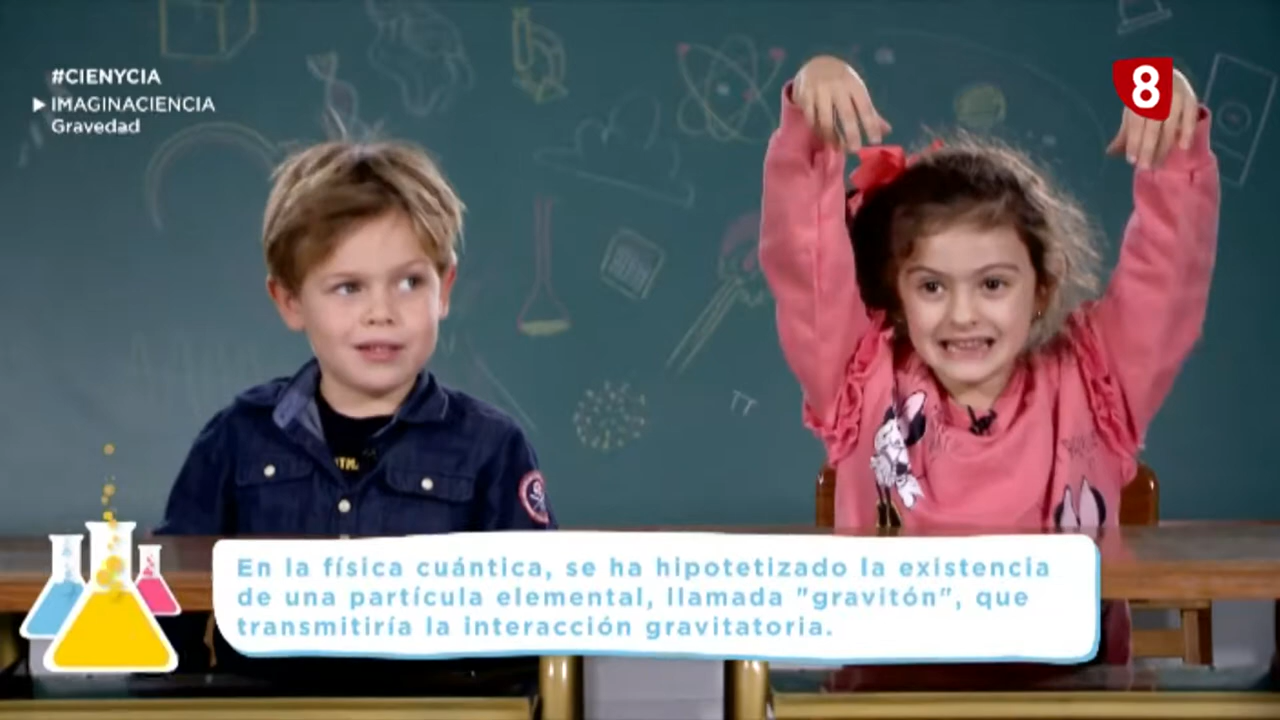 #CIENYCIA
IMAGINACIENCIA
Gravedad
8
π
En la física cuántica, se ha hipotetizado la existencia
de una partícula elemental, llamada "gravitón", que
transmitiría la interacción gravitatoria.